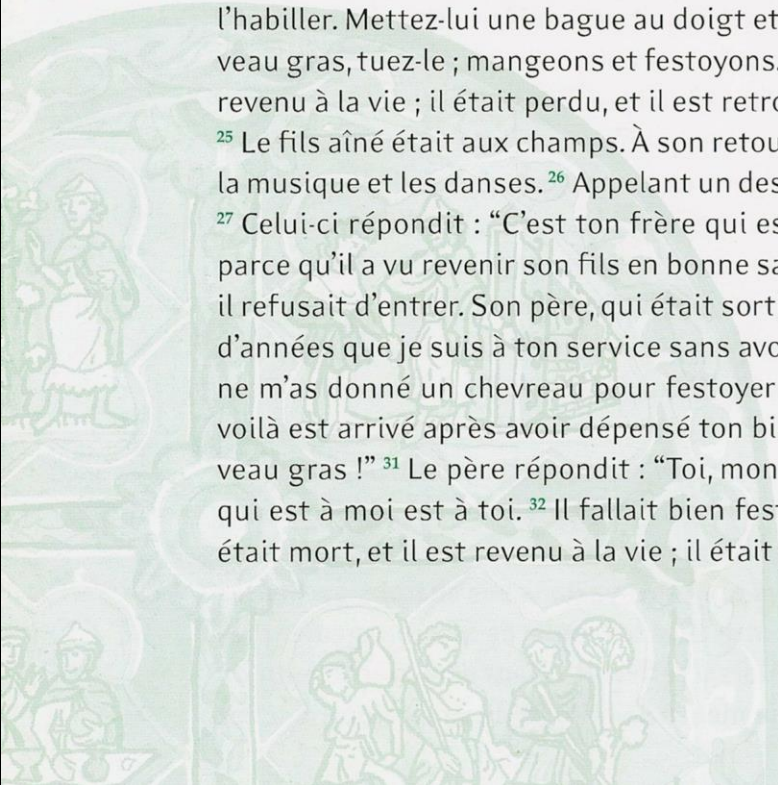 l'habiller. Mettez-lui une bague au doigt et
veau gras, tuez-le ; mangeons et festoyons.
revenu à la vie ; il était perdu, et il est retro
25 Le fils aîné était aux champs. À son retou
la musique et les danses. 26 Appelant un des
27 Celui-ci répondit : “C'est ton frère qui es
parce qu'il a vu revenir son fils en bonne sa
il refusait d'entrer. Son père, qui était sort
d'années que je suis à ton service sans avo
ne m'as donné un chevreau pour festoyer
voilà est arrivé après avoir dépensé ton bi
veau gras !” 31 Le père répondit : “Toi, mon
qui est à moi est à toi. 32 Il fallait bien fes
était mort, et il est revenu à la vie ; il était